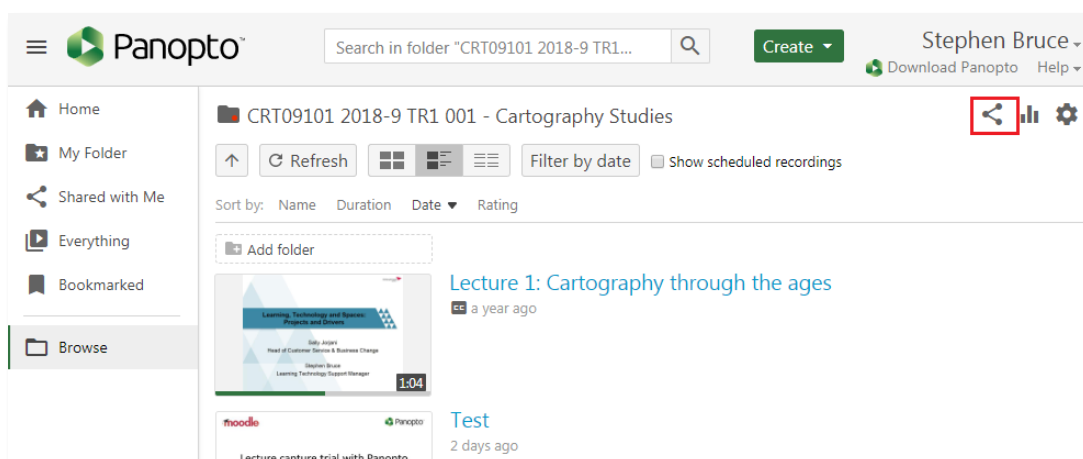 Panopto™
Search in folder "CRT09101 2018-9 TR1...
Create
Stephen Bruce
Download Panopto Help
Home
My Folder
Shared with Me
Everything
Bookmarked
Browse
CRT09101 2018-9 TR1 001 - Cartography Studies
Refresh
Filter by date
Show scheduled recordings
Sort by: Name Duration Date Rating
Add folder
Learning, Technology and Spaces:
Projects and Drivers
Sally Jorjani
Head of Customer Service & Business Change
Stephen Bruce
Learning Technology Support Manager
1:04
Lecture 1: Cartography through the ages
CC a year ago
moodle Panopto
Lecture capture trial with Panopto
Test
2 days ago